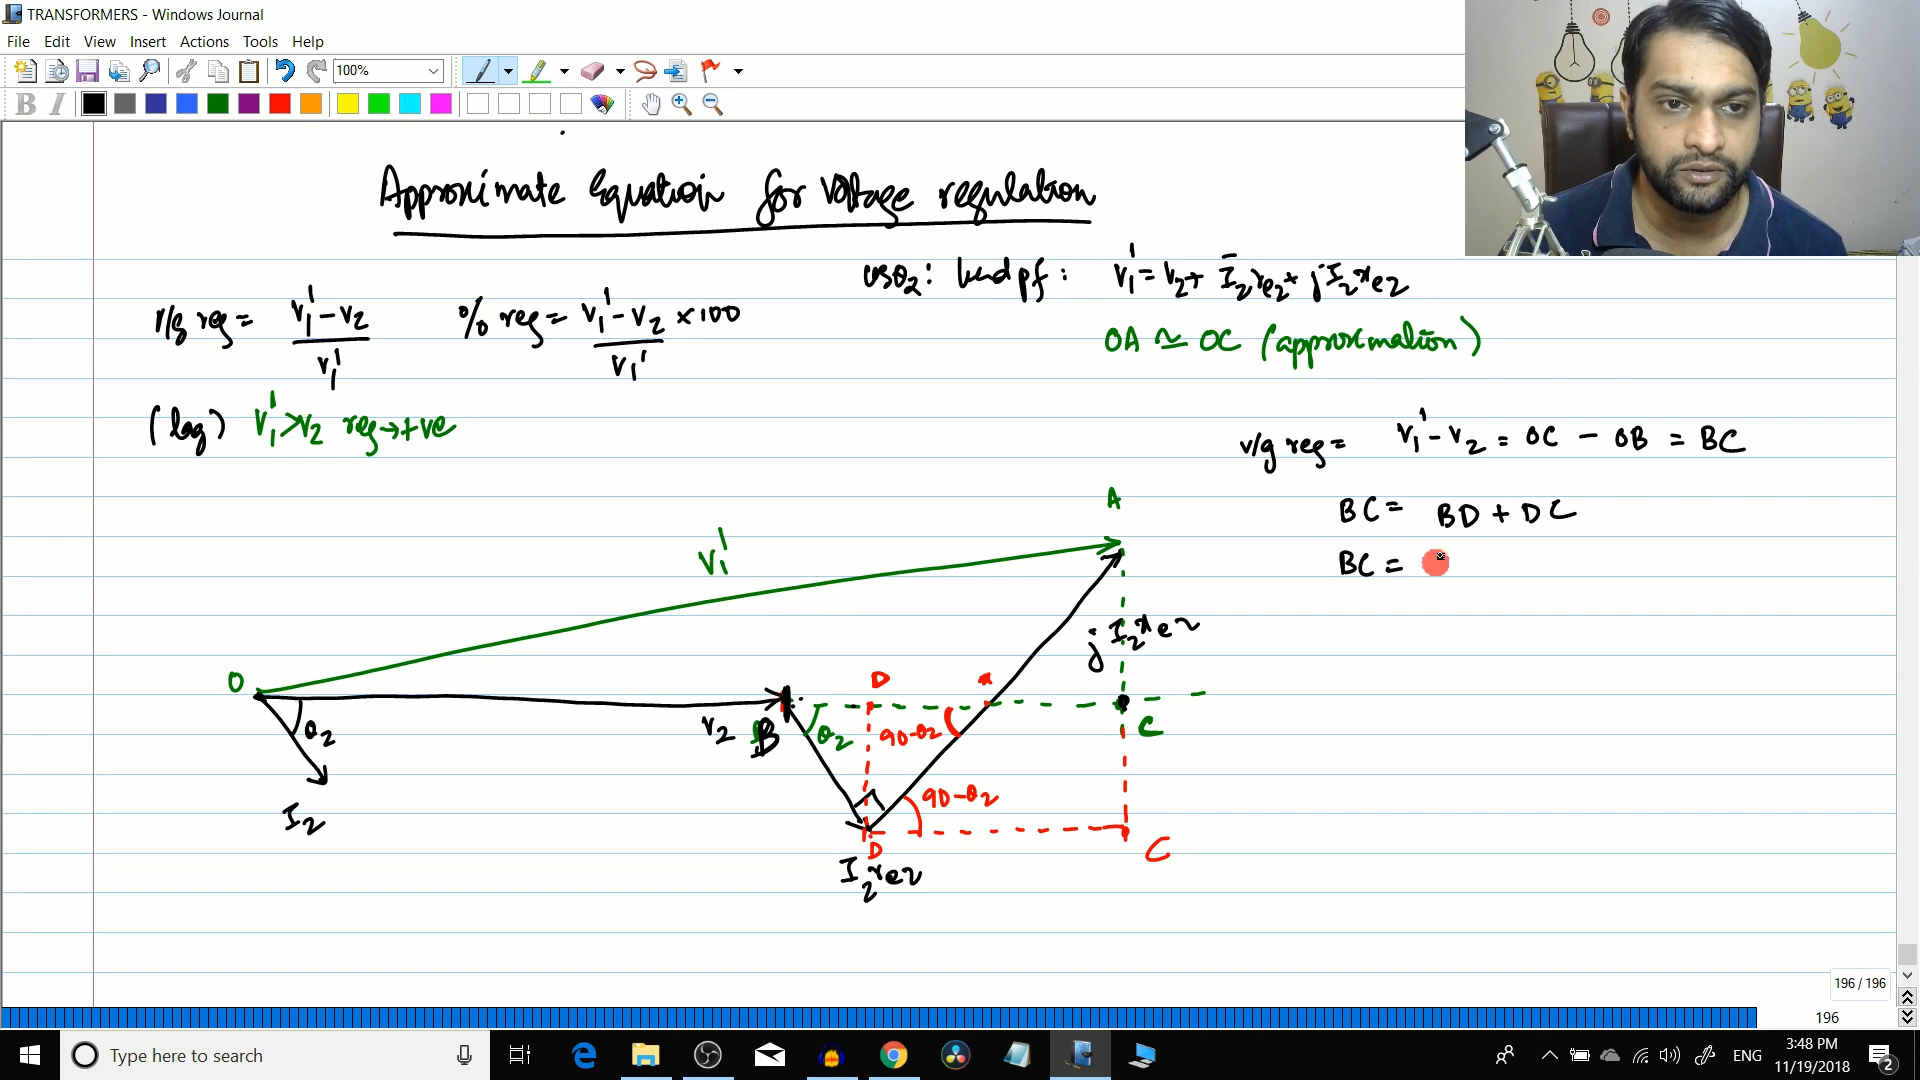 TRANSFORMERS - Windows Journal
File Edit View Insert Actions Tools Help
100%
B I
Approximate Equation for Voltage regulation
cosθ₂: lead pf: V₁' = V₂ + I̅₂re₂ + jI₂xe₂
V/g reg = (V₁' - V₂) / V₁' % reg = (V₁' - V₂) / V₁' × 100
OA ≃ OC (approximation)
(lag) V₁' > V₂ reg → +ve
V/g reg = V₁' - V₂ = OC - OB = BC
A
BC = BD + DC
V₁'
BC =
jI₂xe₂
O D
θ₂ V₂ B θ₂ 90-θ₂ C
I₂ 90-θ₂
D C
I₂re₂
196 / 196
196
Type here to search
ENG
3:48 PM
11/19/2018
2